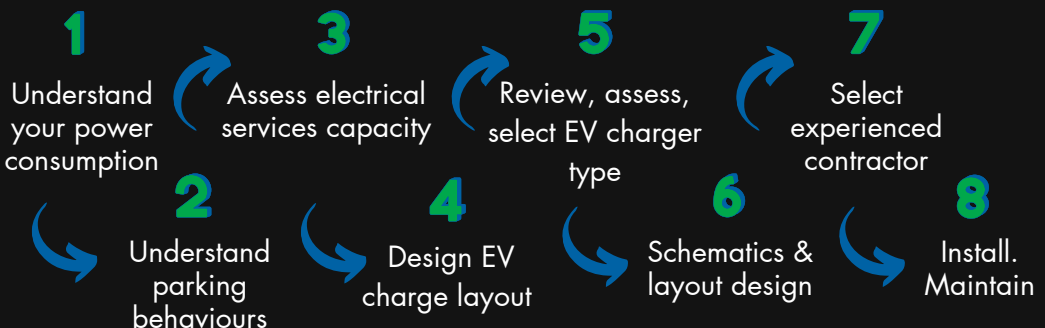 1
Understand
your power
consumption
2
Understand
parking
behaviours
3
Assess electrical
services capacity
4
Design EV
charge layout
5
Review, assess,
select EV charger
type
6
Schematics &
layout design
7
Select
experienced
contractor
8
Install.
Maintain